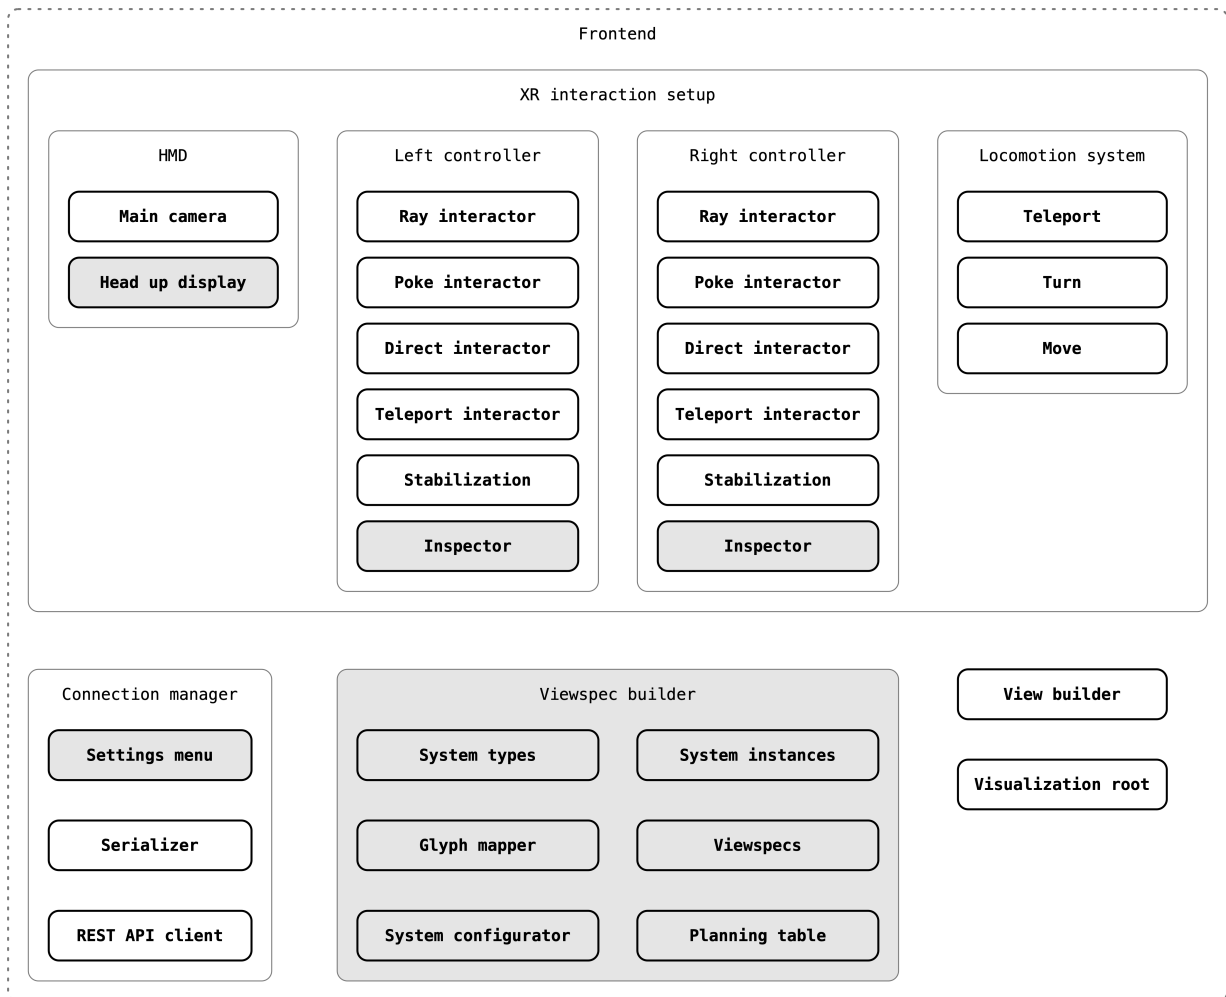 Frontend
XR interaction setup
HMD
Main camera
Head up display
Left controller
Ray interactor
Poke interactor
Direct interactor
Teleport interactor
Stabilization
Inspector
Right controller
Ray interactor
Poke interactor
Direct interactor
Teleport interactor
Stabilization
Inspector
Locomotion system
Teleport
Turn
Move
Connection manager
Settings menu
Serializer
REST API client
Viewspec builder
System types
System instances
Glyph mapper
Viewspecs
System configurator
Planning table
View builder
Visualization root